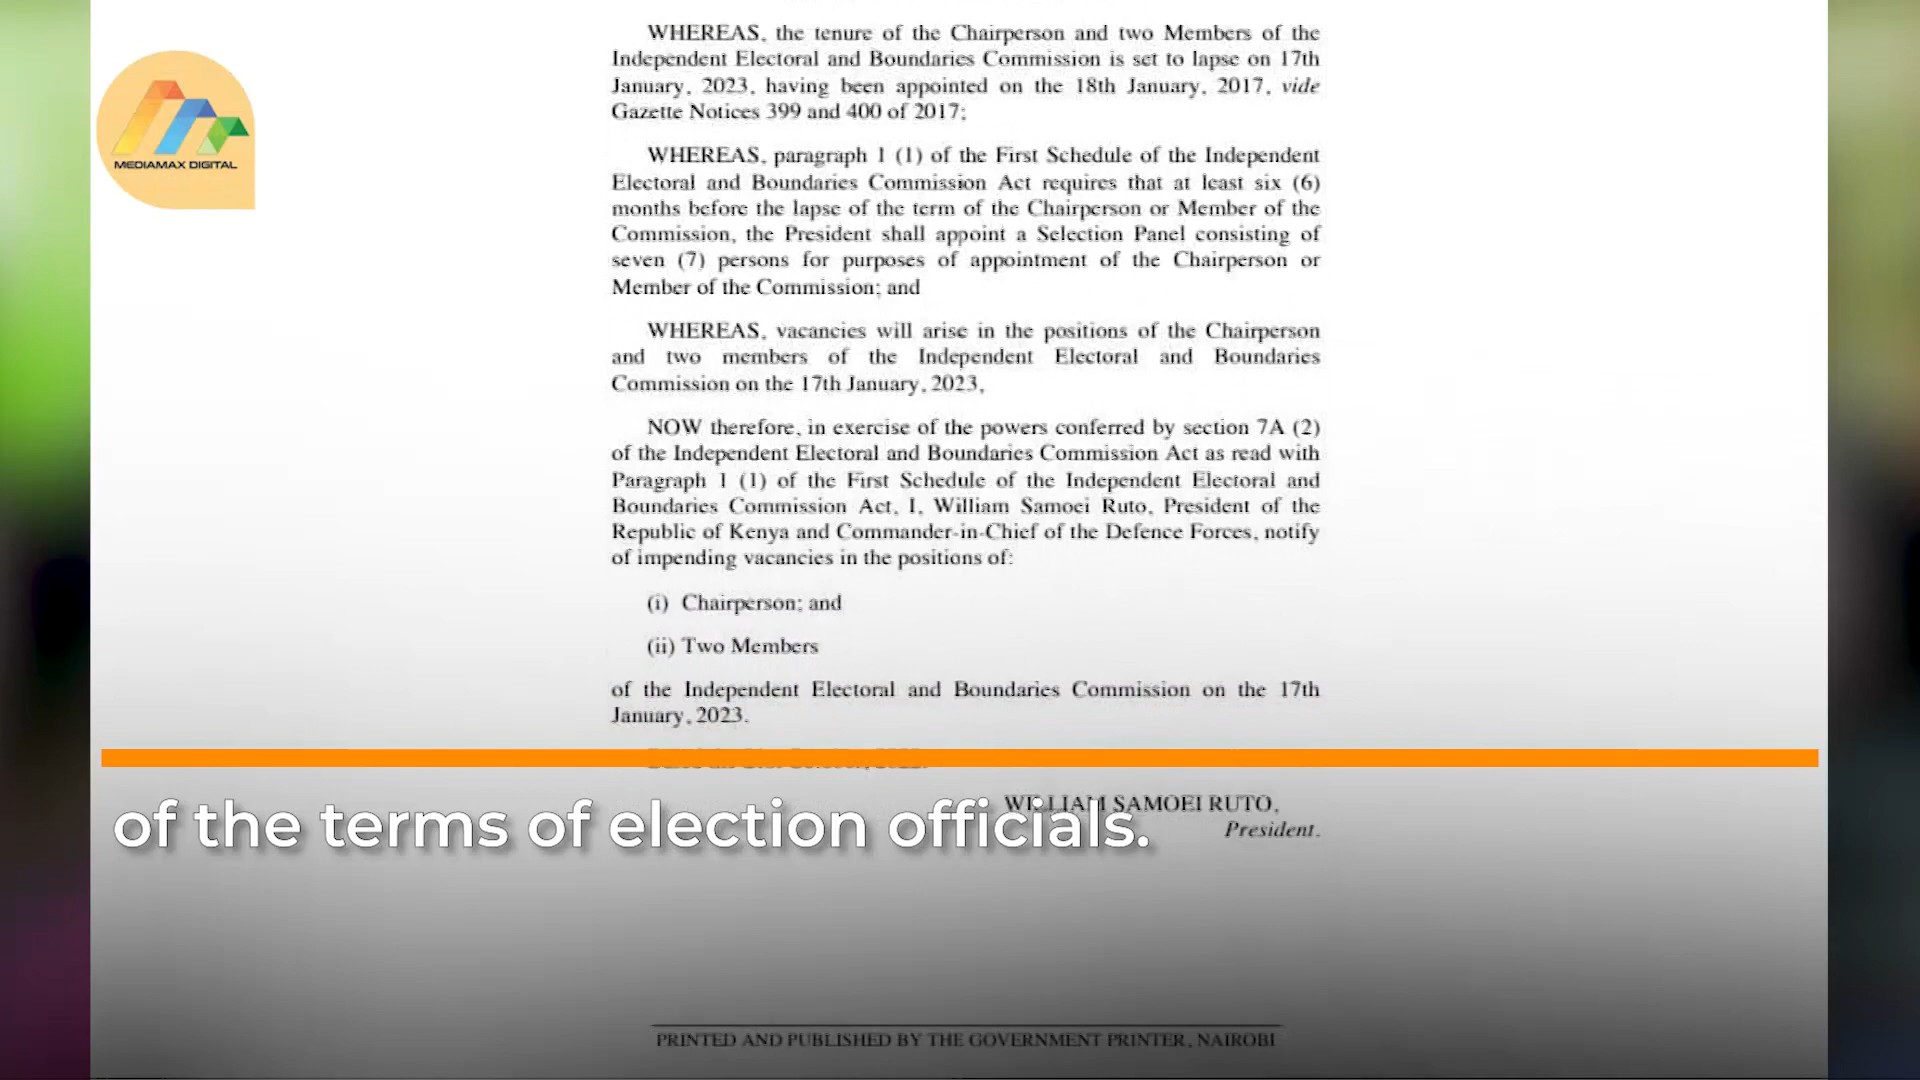 WHEREAS, the tenure of the Chairperson and two Members of the
Independent Electoral and Boundaries Commission is set to lapse on 17th
January, 2023, having been appointed on the 18th January, 2017, vide
Gazette Notices 399 and 400 of 2017;
WHEREAS, paragraph 1 (1) of the First Schedule of the Independent
Electoral and Boundaries Commission Act requires that at least six (6)
months before the lapse of the term of the Chairperson or Member of the
Commission, the President shall appoint a Selection Panel consisting of
seven (7) persons for purposes of appointment of the Chairperson or
Member of the Commission; and
WHEREAS, vacancies will arise in the positions of the Chairperson
and two members of the Independent Electoral and Boundaries
Commission on the 17th January, 2023,
NOW therefore, in exercise of the powers conferred by section 7A (2)
of the Independent Electoral and Boundaries Commission Act as read with
Paragraph 1 (1) of the First Schedule of the Independent Electoral and
Boundaries Commission Act, I, William Samoei Ruto, President of the
Republic of Kenya and Commander-in-Chief of the Defence Forces, notify
of impending vacancies in the positions of:
(i) Chairperson; and
(ii) Two Members
of the Independent Electoral and Boundaries Commission on the 17th
January, 2023.
WILLIAM SAMOEI RUTO,
President.
of the terms of election officials.
PRINTED AND PUBLISHED BY THE GOVERNMENT PRINTER, NAIROBI
MEDIAMAX DIGITAL